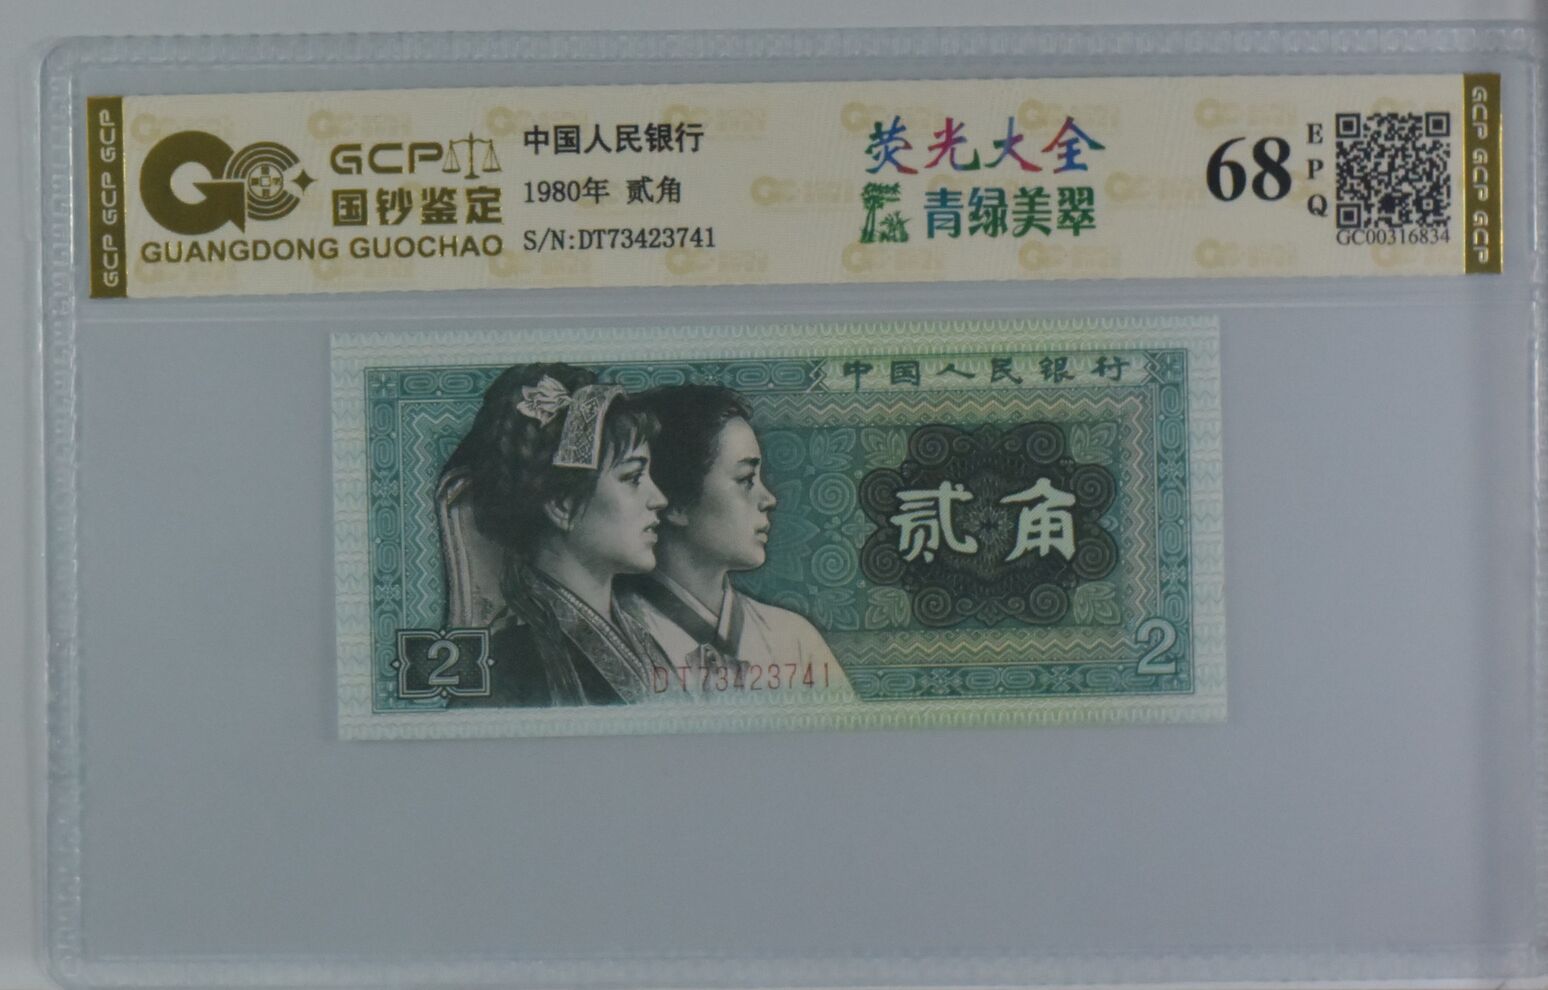 GCP GCP GCP
GCP
国钞鉴定
GUANGDONG GUOCHAO
中国人民银行
1980年 贰角
S/N:DT73423741
荧光大全
青绿美翠
68
EPQ
GC00316834
GCP GCP GCP
中国人民银行
贰角
2
2
DT73423741